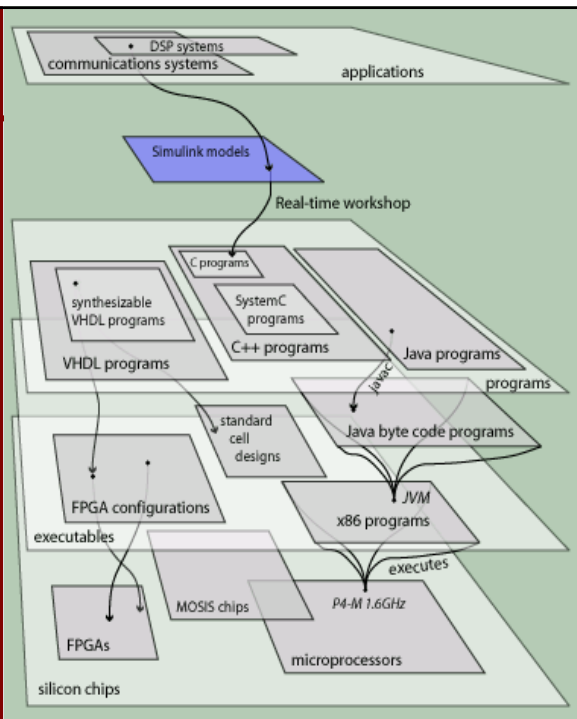 DSP systems
communications systems
applications
Simulink models
Real-time workshop
C programs
synthesizable
VHDL programs
SystemC
programs
C++ programs
Java programs
VHDL programs
javac
programs
standard
cell
designs
Java byte code programs
FPGA configurations
JVM
x86 programs
executables
executes
MOSIS chips
P4-M 1.6GHz
FPGAs
microprocessors
silicon chips